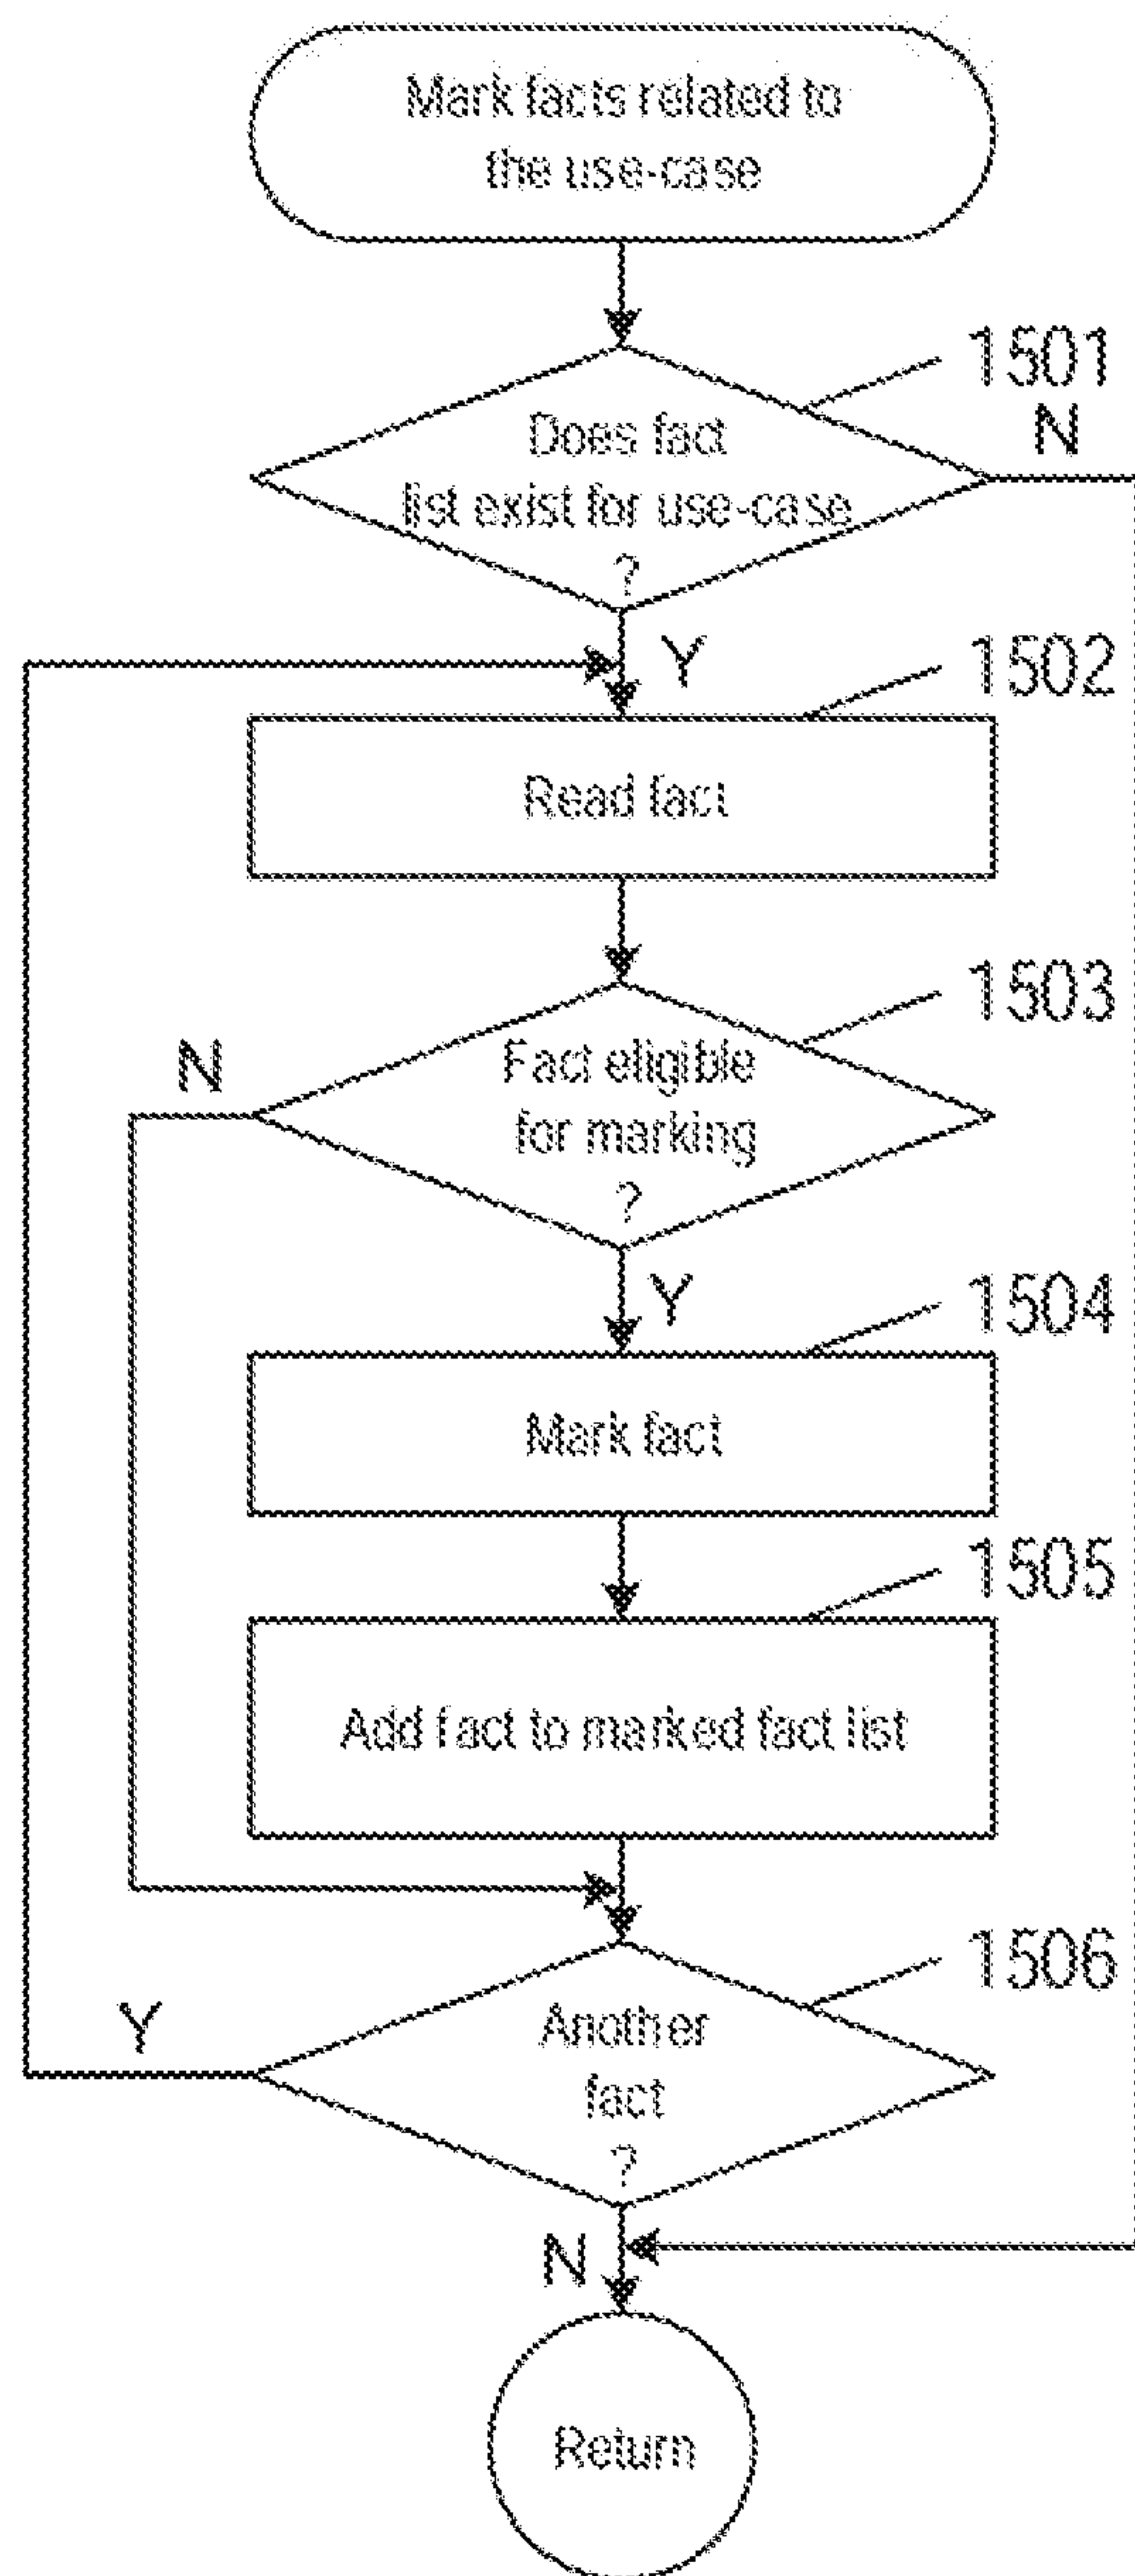 Mark facts related to
the use-case
1501
N
Does fact
list exist for use-case
?
Y
1502
Read fact
1503
N
Fact eligible
for marking
?
Y
1504
Mark fact
1505
Add fact to marked fact list
1506
Y
Another
fact
?
N
Return